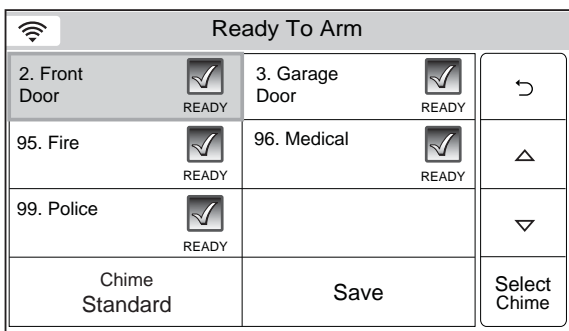 Ready To Arm
2. Front
Door
READY
3. Garage
Door
READY
95. Fire
READY
96. Medical
READY
99. Police
READY
Chime
Standard
Save
Select
Chime